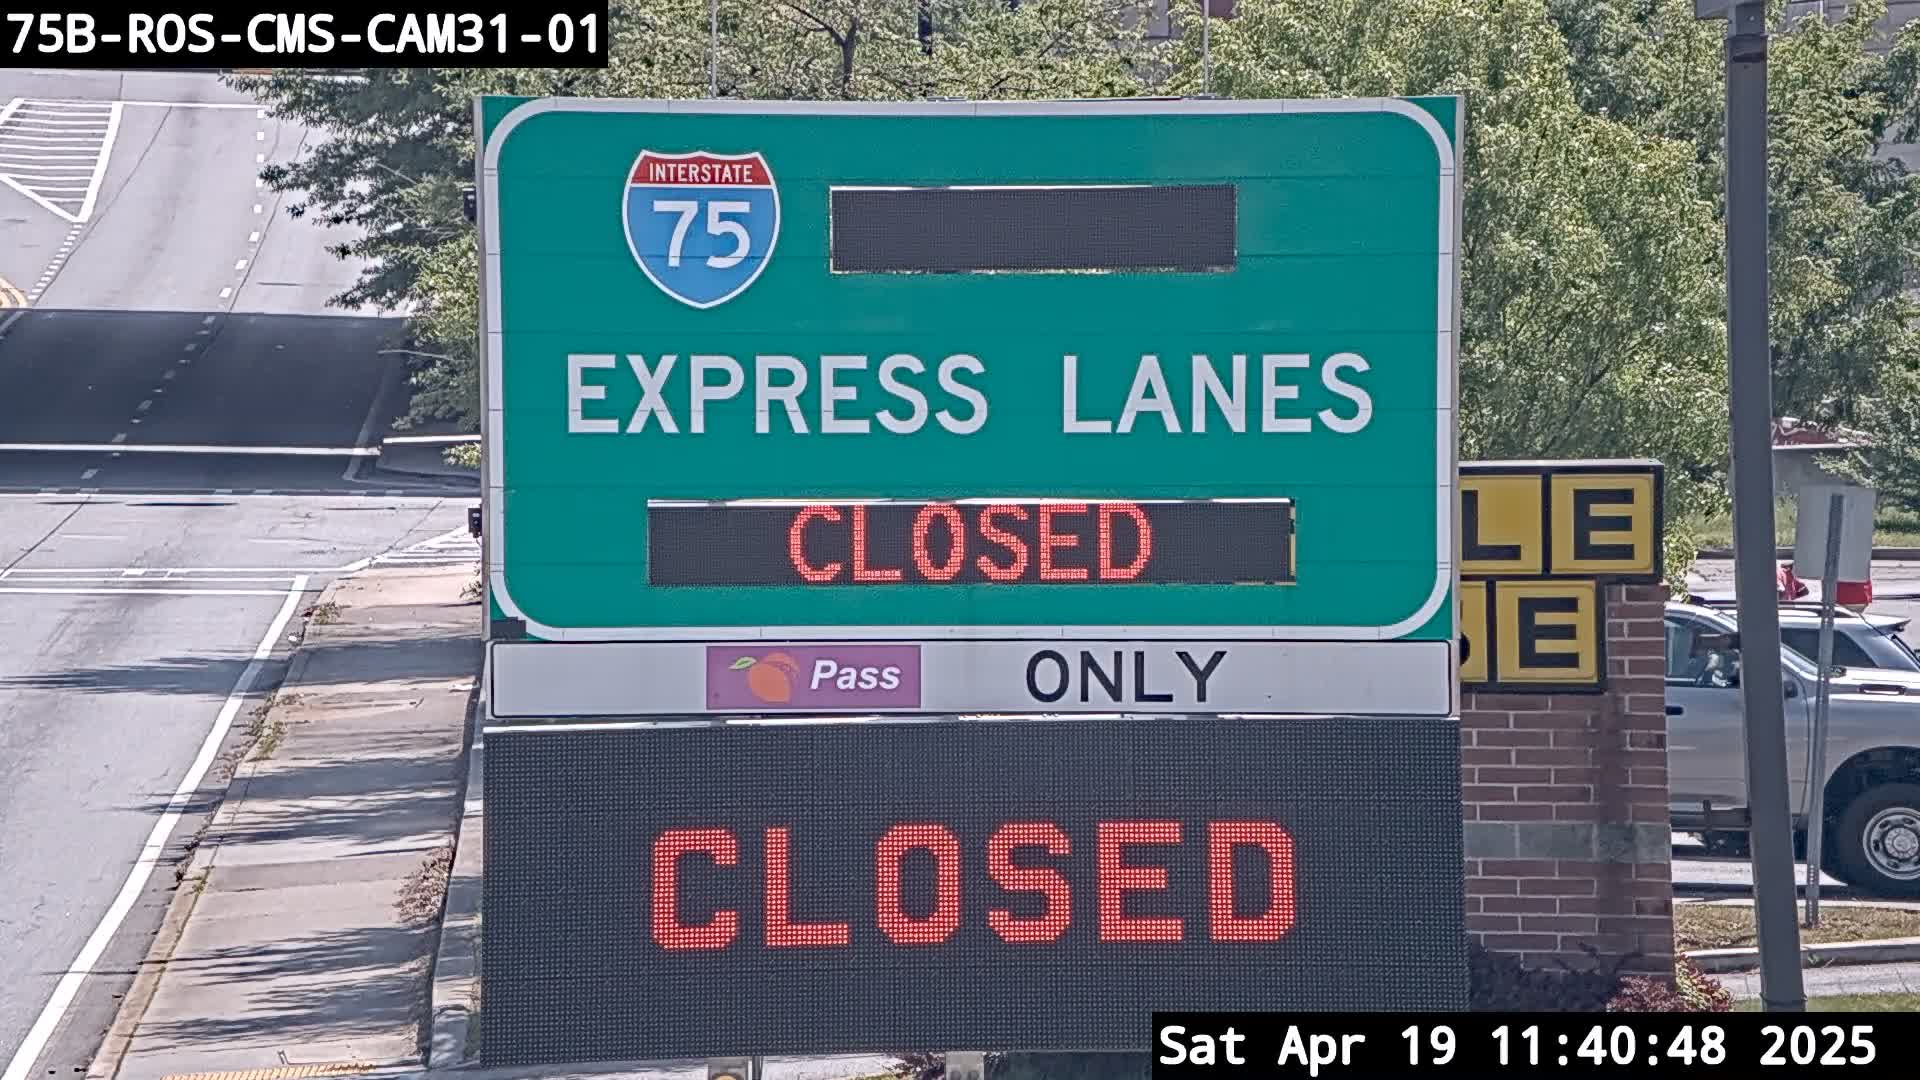 75B-ROS-CMS-CAM31-01
INTERSTATE
75
EXPRESS LANES
CLOSED
Pass ONLY
CLOSED
LE
E
Sat Apr 19 11:40:48 2025